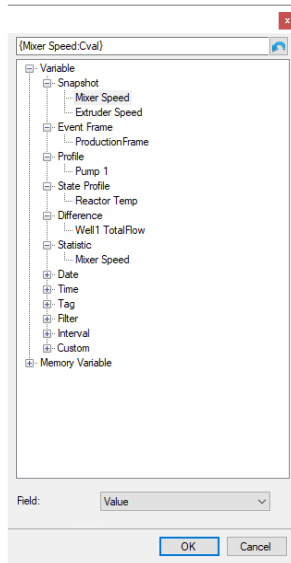 x
{Mixer Speed:Cval}
Variable
Snapshot
Mixer Speed
Extruder Speed
Event Frame
ProductionFrame
Profile
Pump 1
State Profile
Reactor Temp
Difference
Well1 TotalFlow
Statistic
Mixer Speed
Date
Time
Tag
Filter
Interval
Custom
Memory Variable
Field: Value
OK Cancel